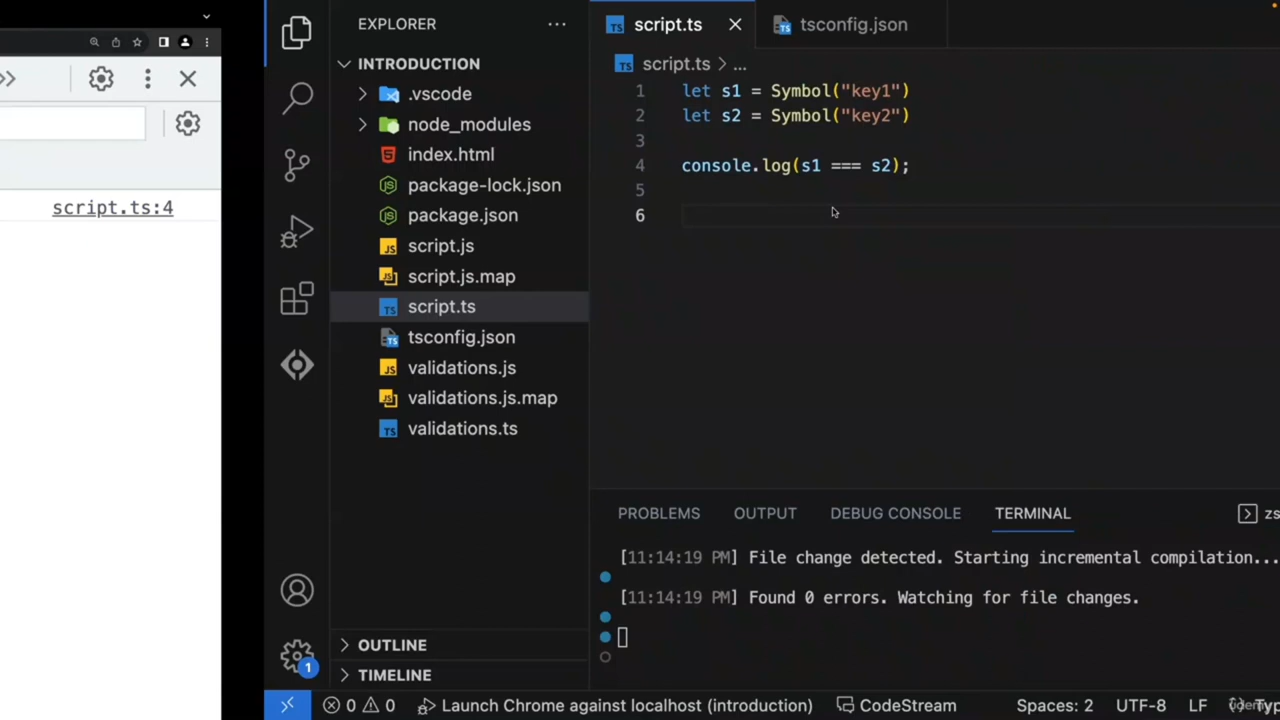 script.ts:4
EXPLORER
INTRODUCTION
.vscode
node_modules
index.html
package-lock.json
package.json
script.js
script.js.map
script.ts
tsconfig.json
validations.js
validations.js.map
validations.ts
OUTLINE
TIMELINE
script.ts
tsconfig.json
script.ts > ...
1 let s1 = Symbol("key1")
2 let s2 = Symbol("key2")
3
4 console.log(s1 === s2);
5
6
PROBLEMS OUTPUT DEBUG CONSOLE TERMINAL
[11:14:19 PM] File change detected. Starting incremental compilation...
[11:14:19 PM] Found 0 errors. Watching for file changes.
1
0 0 Launch Chrome against localhost (introduction) CodeStream Spaces: 2 UTF-8 LF